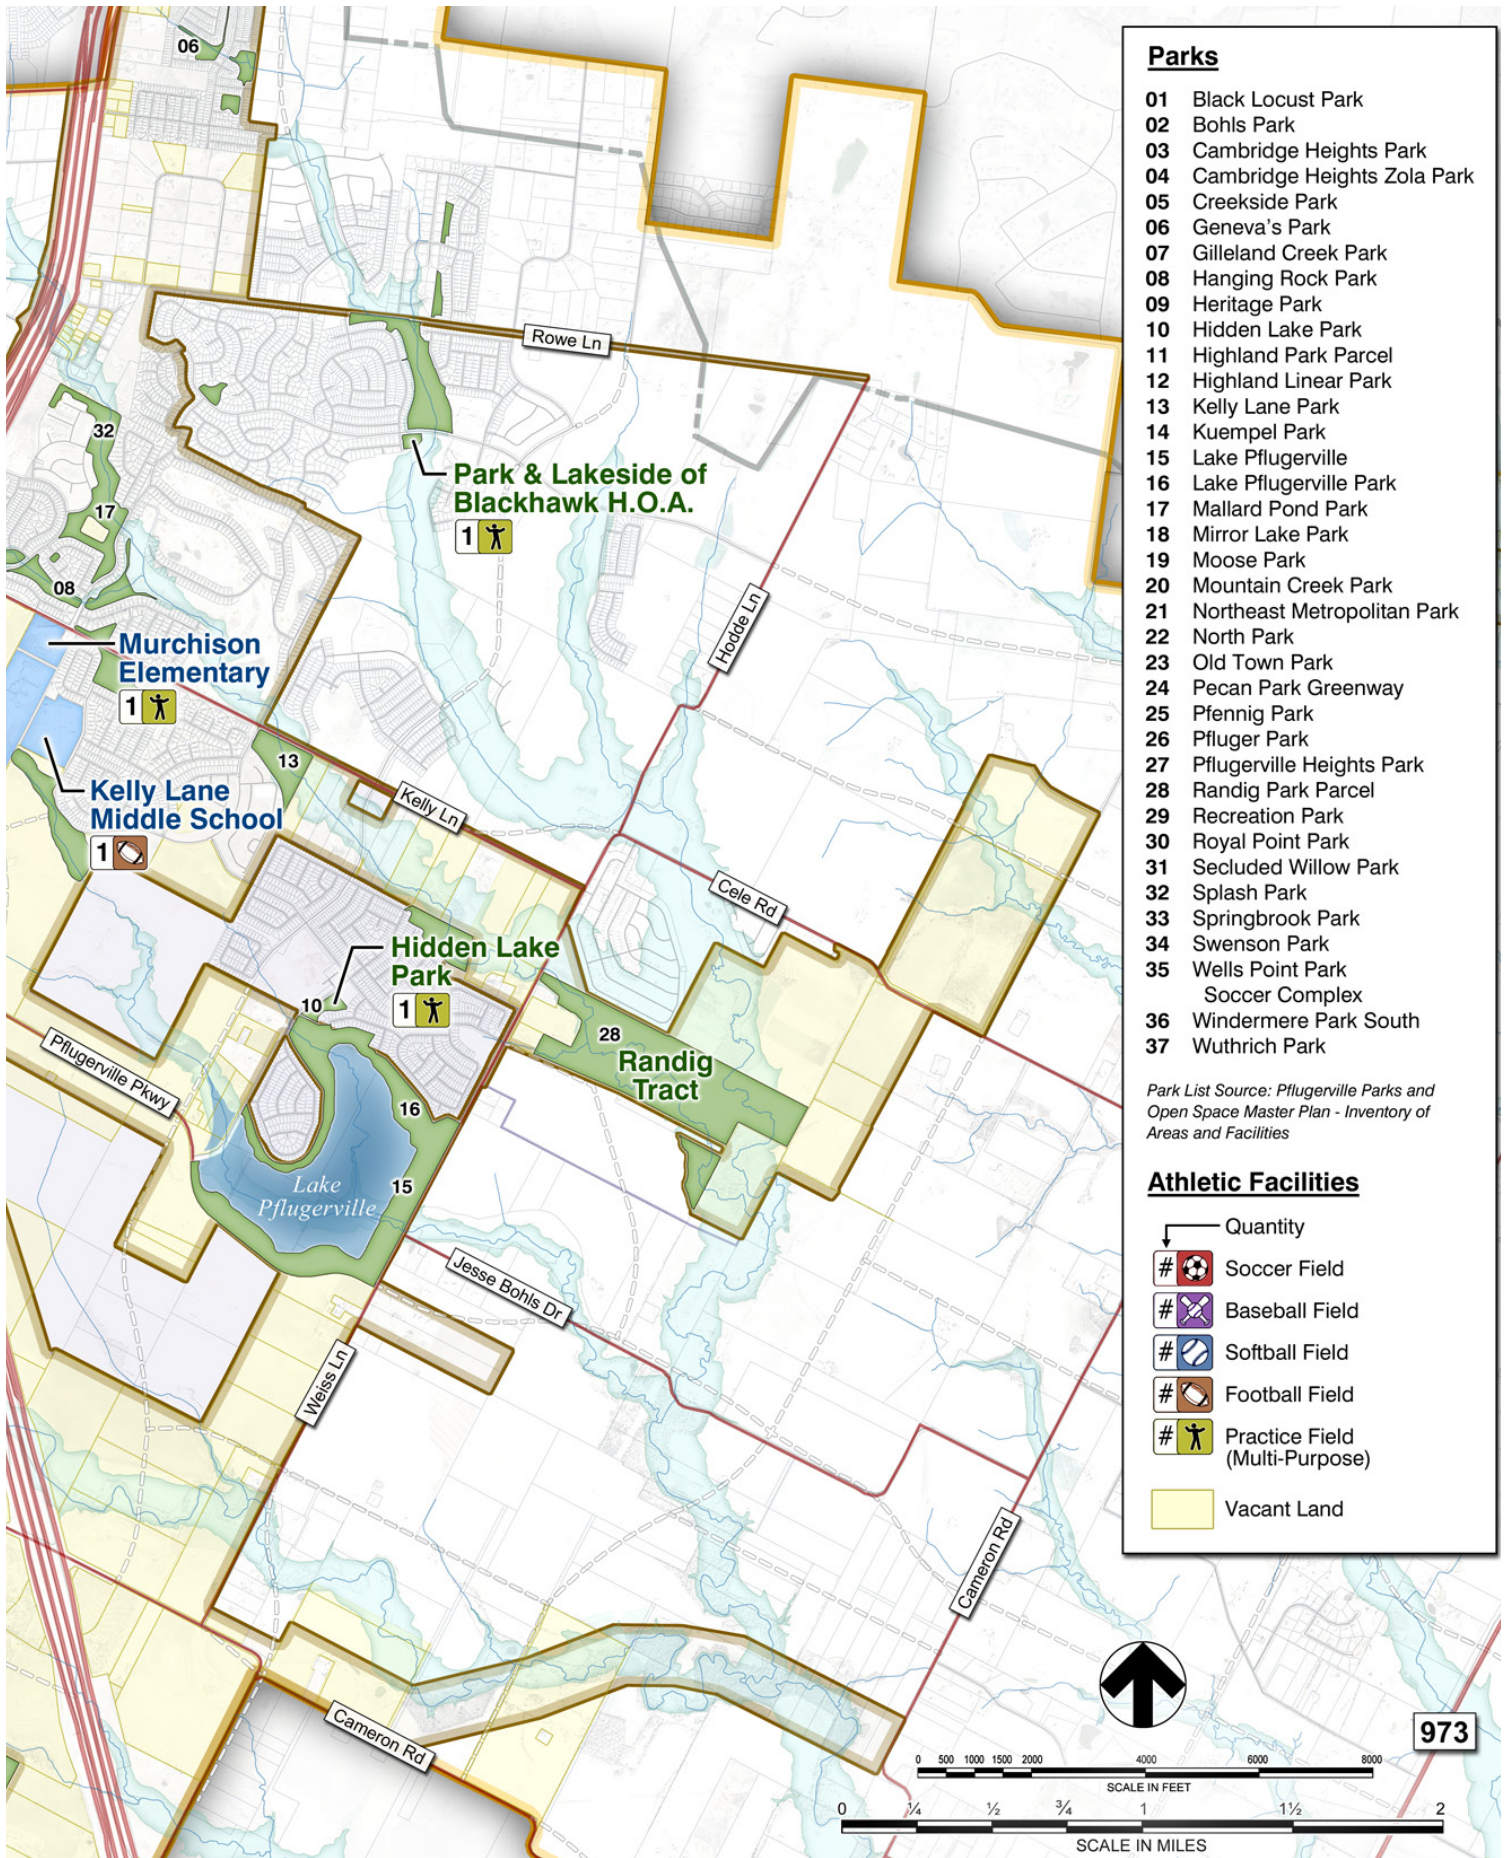 06
Rowe Ln
32
Park & Lakeside of
Blackhawk H.O.A.
1
17
08
Murchison
Elementary
1
Hodde Ln
13
Kelly Lane
Middle School
1
Kelly Ln
Cele Rd
Hidden Lake
Park
1
10
28
Randig
Tract
Pflugerville Pkwy
16
15
Lake
Pflugerville
Jesse Bohls Dr
Weiss Ln
Cameron Rd
Cameron Rd
Parks
01 Black Locust Park
02 Bohls Park
03 Cambridge Heights Park
04 Cambridge Heights Zola Park
05 Creekside Park
06 Geneva's Park
07 Gilleland Creek Park
08 Hanging Rock Park
09 Heritage Park
10 Hidden Lake Park
11 Highland Park Parcel
12 Highland Linear Park
13 Kelly Lane Park
14 Kuempel Park
15 Lake Pflugerville
16 Lake Pflugerville Park
17 Mallard Pond Park
18 Mirror Lake Park
19 Moose Park
20 Mountain Creek Park
21 Northeast Metropolitan Park
22 North Park
23 Old Town Park
24 Pecan Park Greenway
25 Pfennig Park
26 Pfluger Park
27 Pflugerville Heights Park
28 Randig Park Parcel
29 Recreation Park
30 Royal Point Park
31 Secluded Willow Park
32 Splash Park
33 Springbrook Park
34 Swenson Park
35 Wells Point Park
Soccer Complex
36 Windermere Park South
37 Wuthrich Park
Park List Source: Pflugerville Parks and
Open Space Master Plan - Inventory of
Areas and Facilities
Athletic Facilities
Quantity
# Soccer Field
# Baseball Field
# Softball Field
# Football Field
# Practice Field
(Multi-Purpose)
Vacant Land
973
0 500 1000 1500 2000 4000 6000 8000
SCALE IN FEET
0 ¼ ½ ¾ 1 1½ 2
SCALE IN MILES